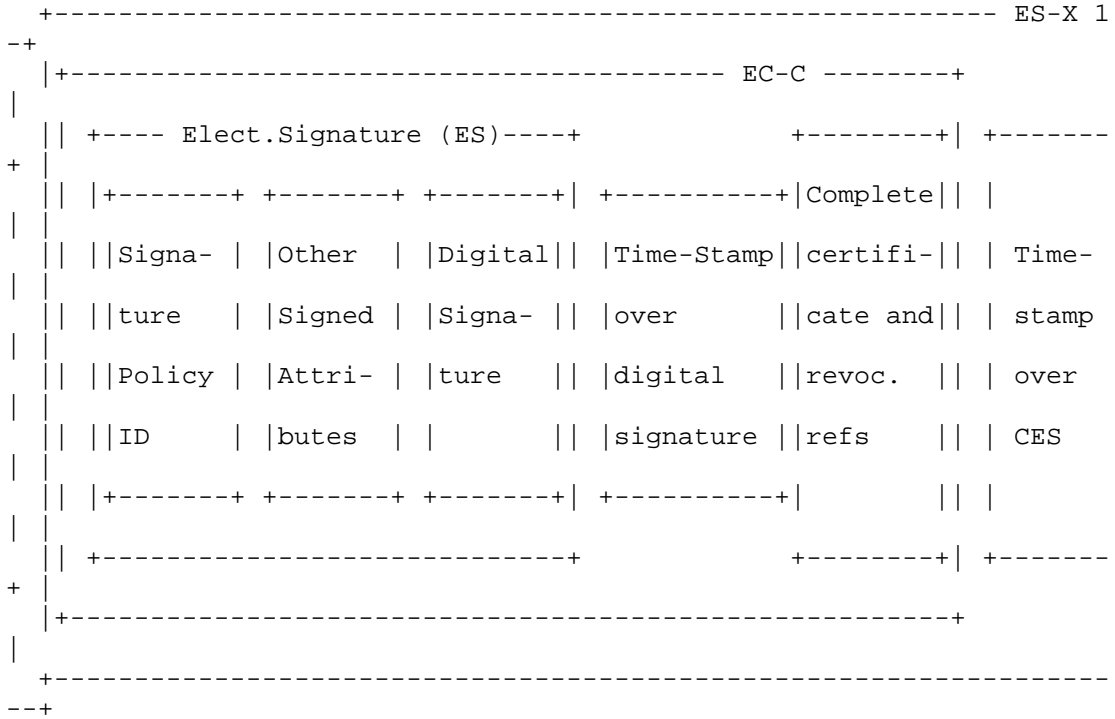 +----------------------------------------------------------- ES-X 1
-+
|+----------------------------------------- EC-C --------+
|
|| +---- Elect.Signature (ES)----+             +--------+| +-------
+ |
|| |+-------+ +-------+ +-------+| +----------+|Complete|| |
| |
|| ||Signa- | |Other  | |Digital|| |Time-Stamp||certifi-|| | Time-
| |
|| ||ture   | |Signed | |Signa- || |over      ||cate and|| | stamp
| |
|| ||Policy | |Attri- | |ture   || |digital   ||revoc.  || | over
| |
|| ||ID     | |butes  | |       || |signature ||refs    || | CES
| |
|| |+-------+ +-------+ +-------+| +----------+|        || |
| |
|| +-----------------------------+             +--------+| +-------
+ |
|+-------------------------------------------------------+
|
+------------------------------------------------------------------
--+